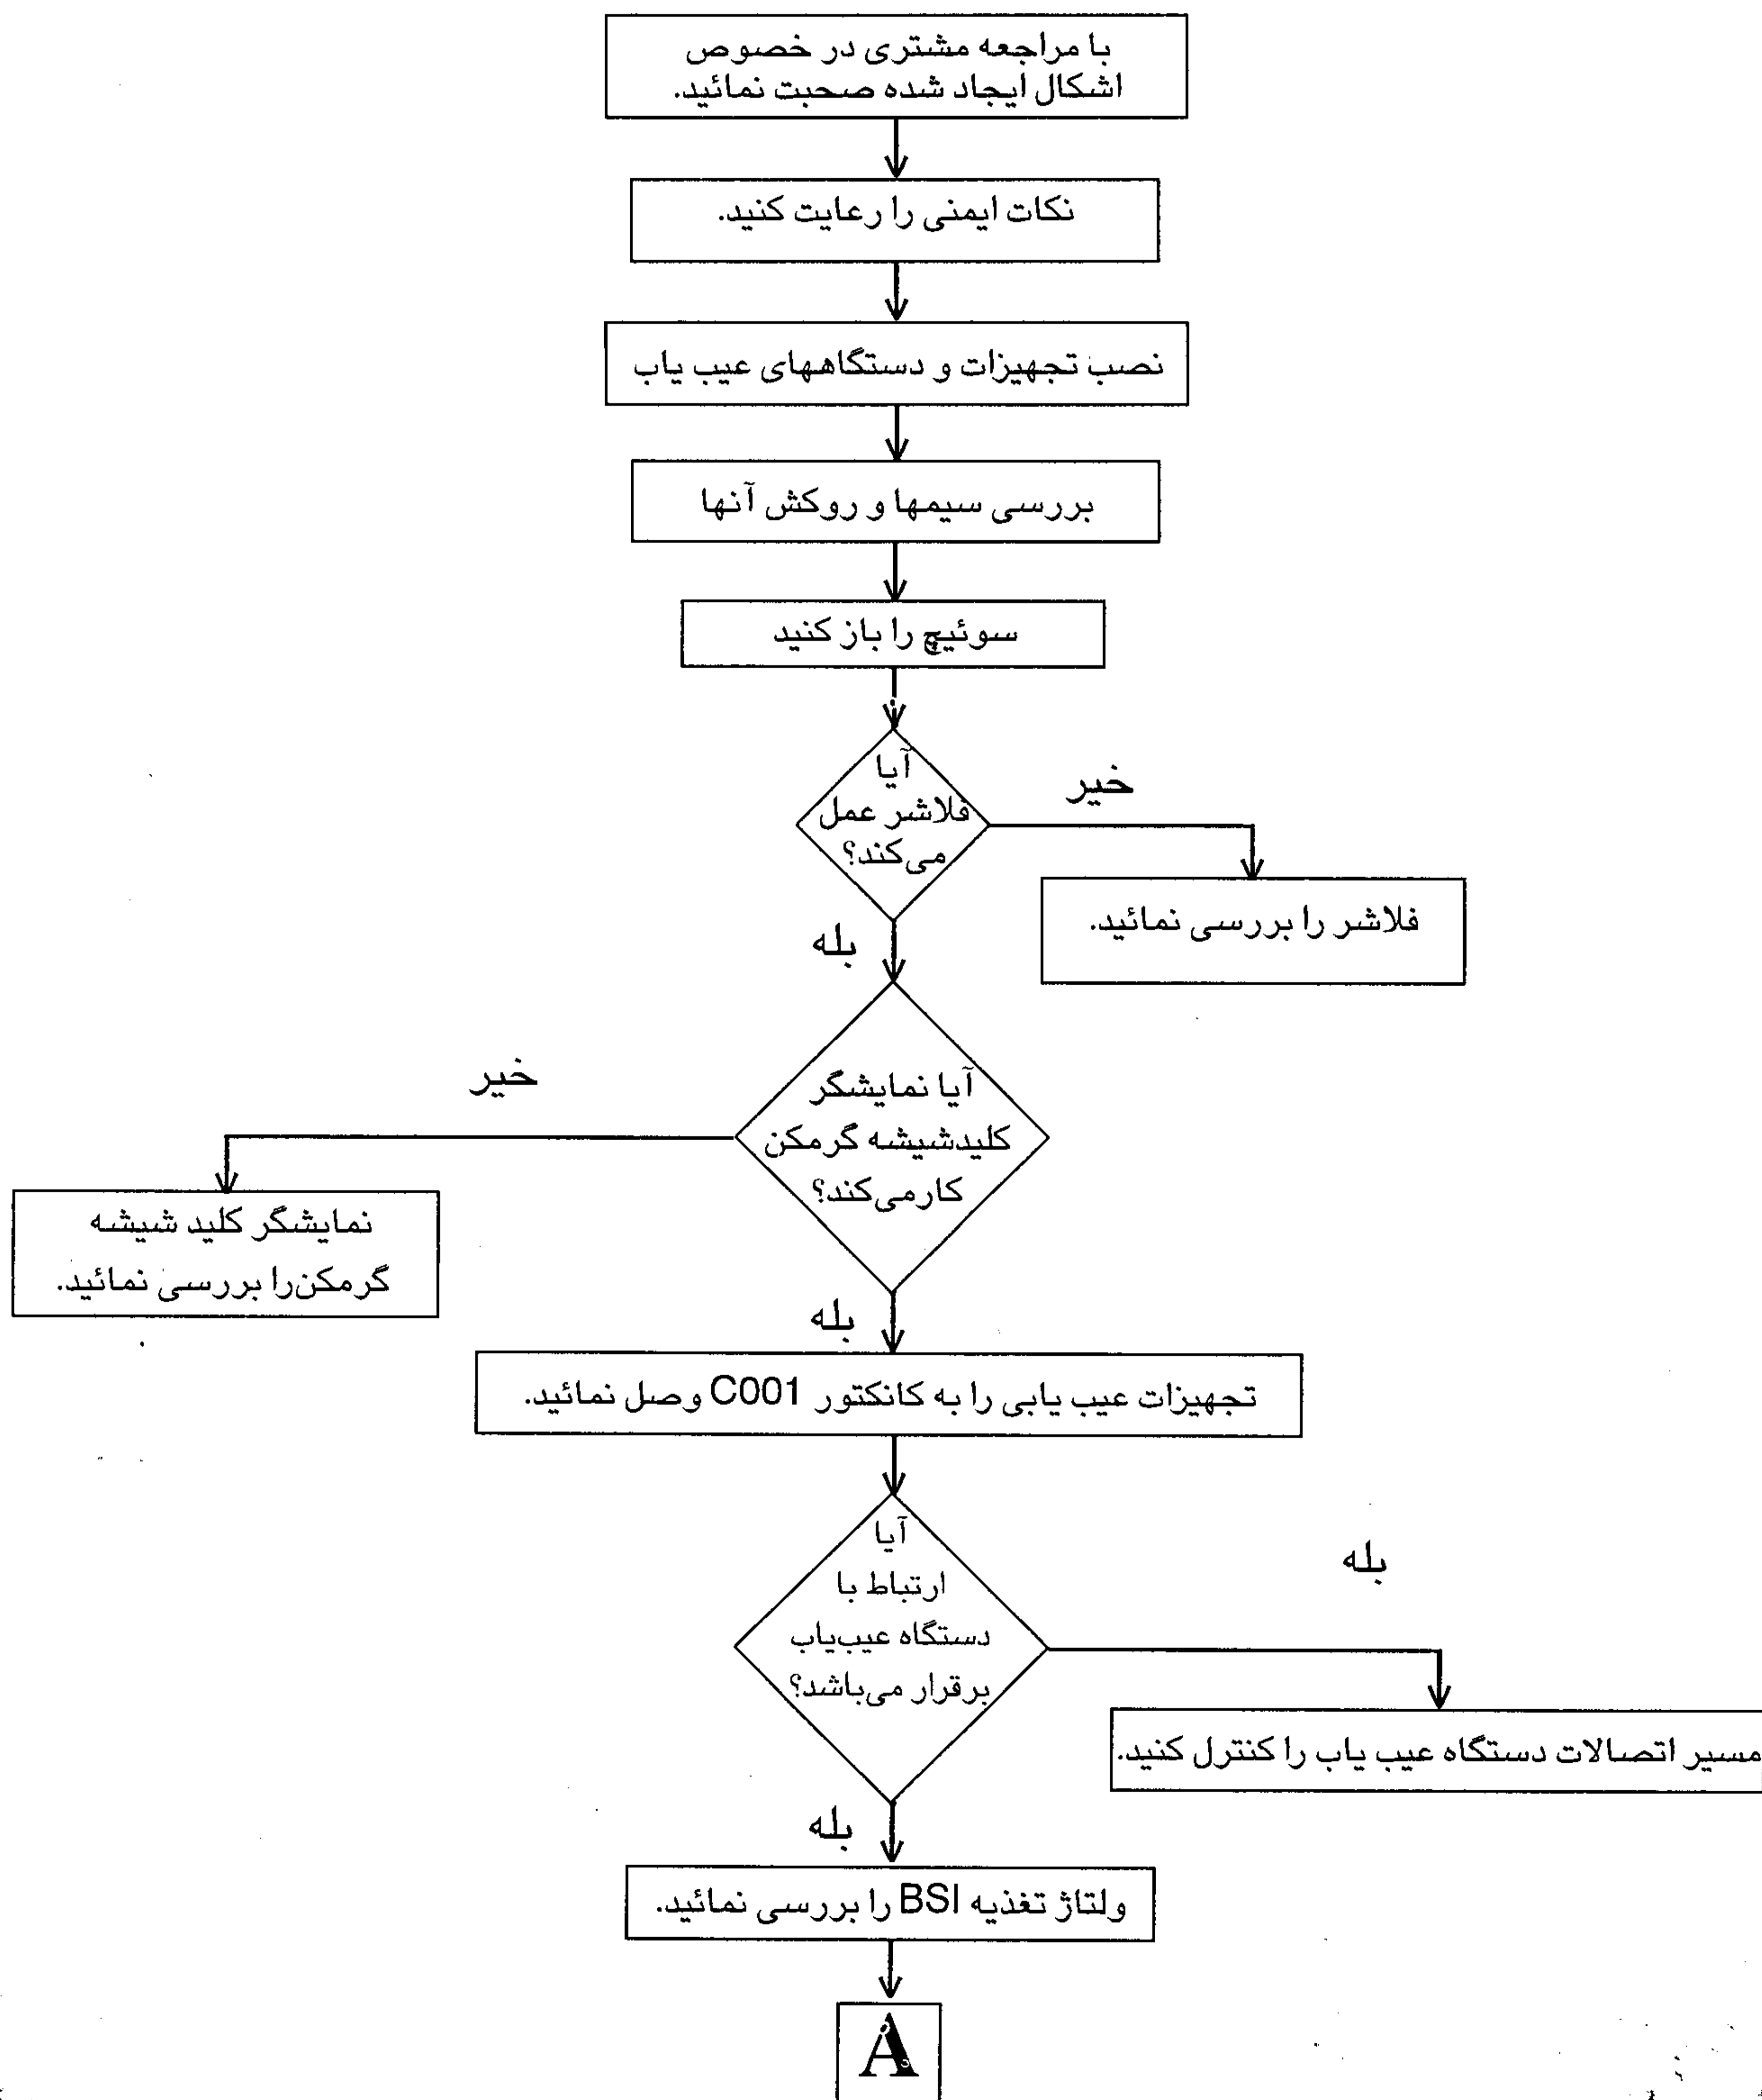 با مراجعه مشتری در خصوص
اشکال ایجاد شده صحبت نمائید.
نکات ایمنی را رعایت کنید.
نصب تجهیزات و دستگاههای عیب یاب
بررسی سیمها و روکش آنها
سوئیچ را باز کنید
آیا
فلاشر عمل
می‌کند؟
خیر
فلاشر را بررسی نمائید.
بله
آیا نمایشگر
کلیدشیشه گرمکن
کارمی‌کند؟
خیر
نمایشگر کلید شیشه
گرمکن‌را بررسی نمائید.
بله
تجهیزات عیب یابی را به کانکتور C001 وصل نمائید.
آیا
ارتباط با
دستگاه عیب‌یاب
برقرار می‌باشد؟
بله
مسیر اتصالات دستگاه عیب یاب را کنترل کنید.
بله
ولتاژ تغذیه BSI را بررسی نمائید.
A